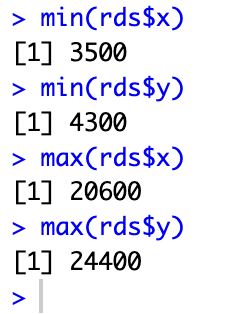 > min(rds$x)
[1] 3500
> min(rds$y)
[1] 4300
> max(rds$x)
[1] 20600
> max(rds$y)
[1] 24400
>